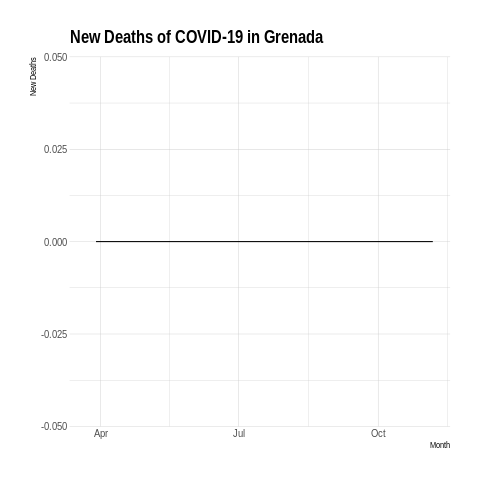 New Deaths of COVID-19 in Grenada
New Deaths
0.050
0.025
0.000
-0.025
-0.050
Apr Jul Oct
Month